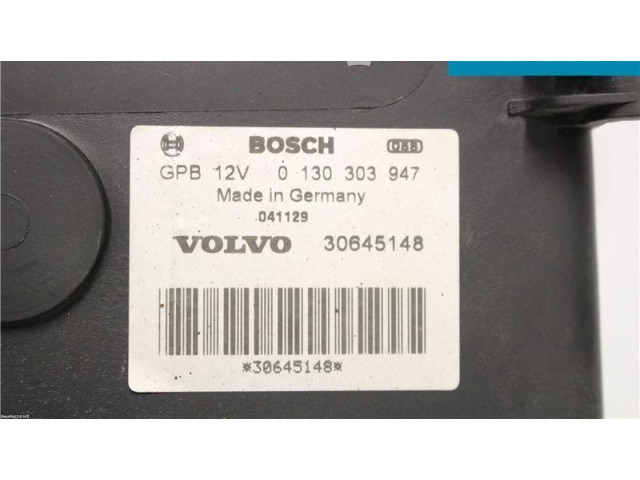 BOSCH
GPB 12V 0 130 303 947
Made in Germany
041129
VOLVO 30645148
*30645148*